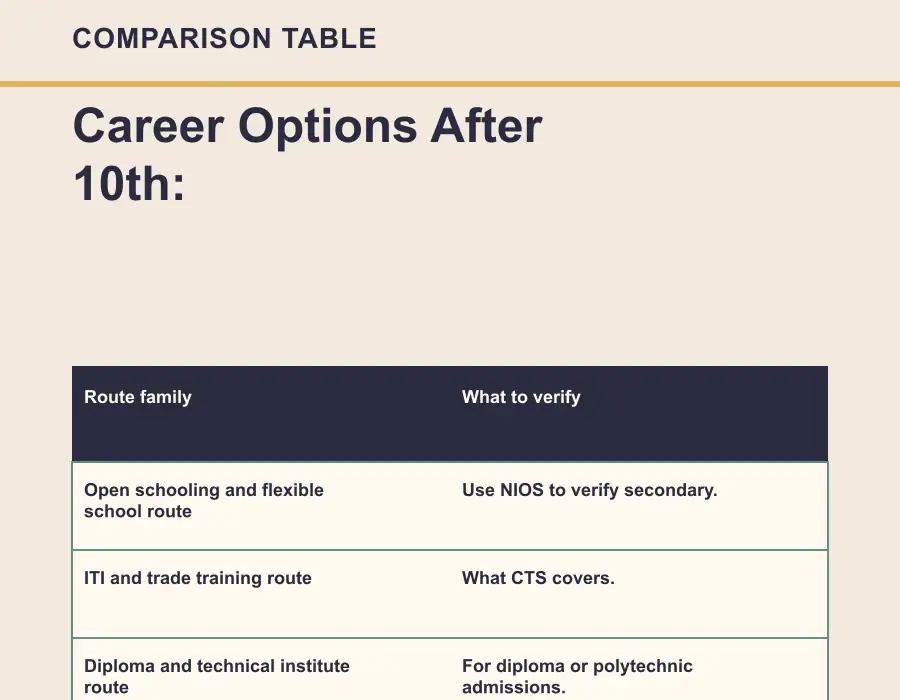 COMPARISON TABLE
Career Options After
10th:
Route family
What to verify
Open schooling and flexible
school route
Use NIOS to verify secondary.
ITI and trade training route
What CTS covers.
Diploma and technical institute
route
For diploma or polytechnic
admissions.